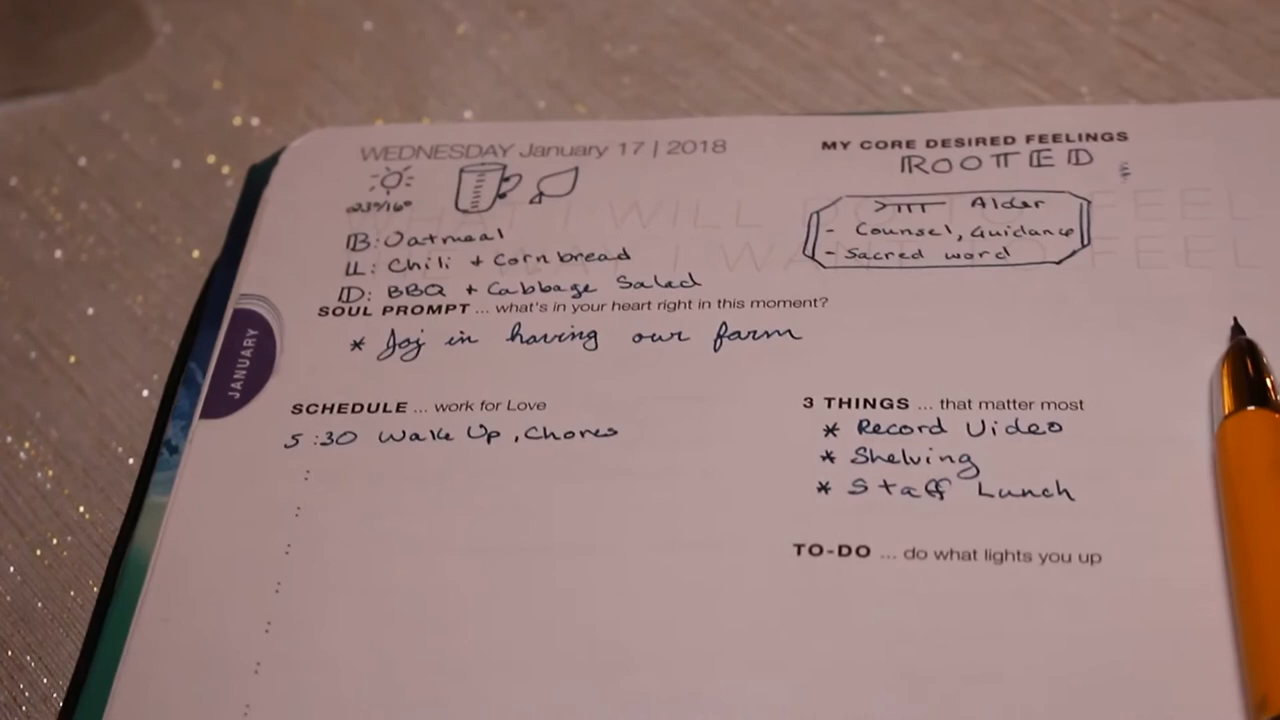 WEDNESDAY January 17 | 2018
23°/16°
B: Oatmeal
L: Chili + Corn bread
D: BBQ + Cabbage Salad
MY CORE DESIRED FEELINGS
ROOTED
Alder
- Counsel, Guidance
- Sacred word
SOUL PROMPT ... what's in your heart right in this moment?
* Joy in having our farm
JANUARY
SCHEDULE ... work for Love
5:30 Wake Up, Chores
3 THINGS ... that matter most
* Record Video
* Shelving
* Staff Lunch
TO-DO ... do what lights you up